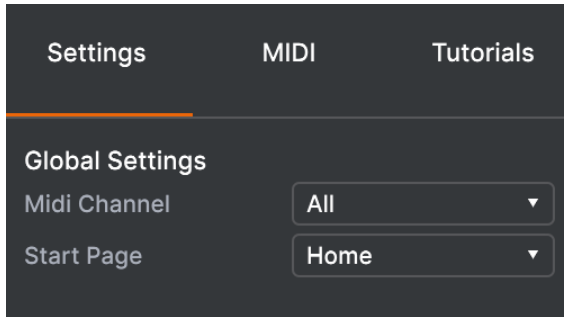 Settings MIDI Tutorials
Global Settings
Midi Channel All
Start Page Home